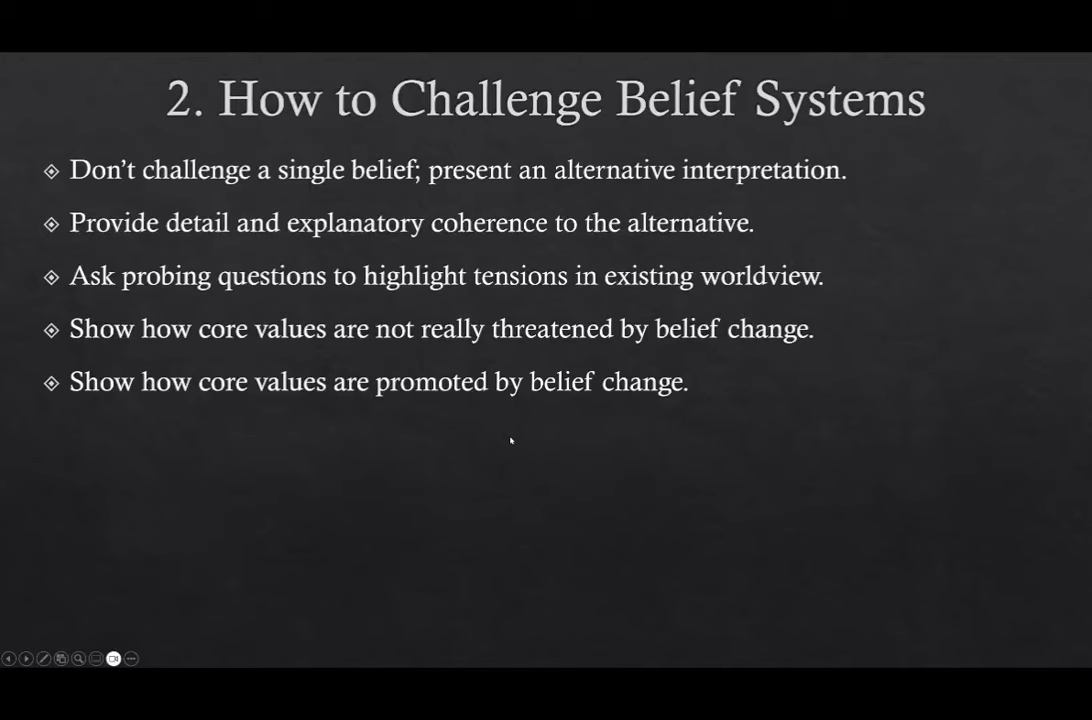 2. How to Challenge Belief Systems
Don't challenge a single belief; present an alternative interpretation.
Provide detail and explanatory coherence to the alternative.
Ask probing questions to highlight tensions in existing worldview.
Show how core values are not really threatened by belief change.
Show how core values are promoted by belief change.